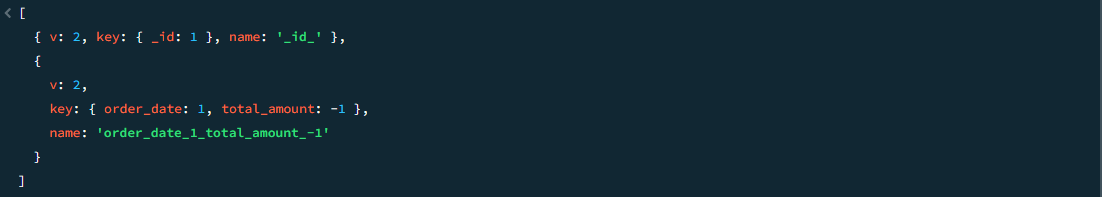 [
{ v: 2, key: { _id: 1 }, name: '_id_' },
{
v: 2,
key: { order_date: 1, total_amount: -1 },
name: 'order_date_1_total_amount_-1'
}
]